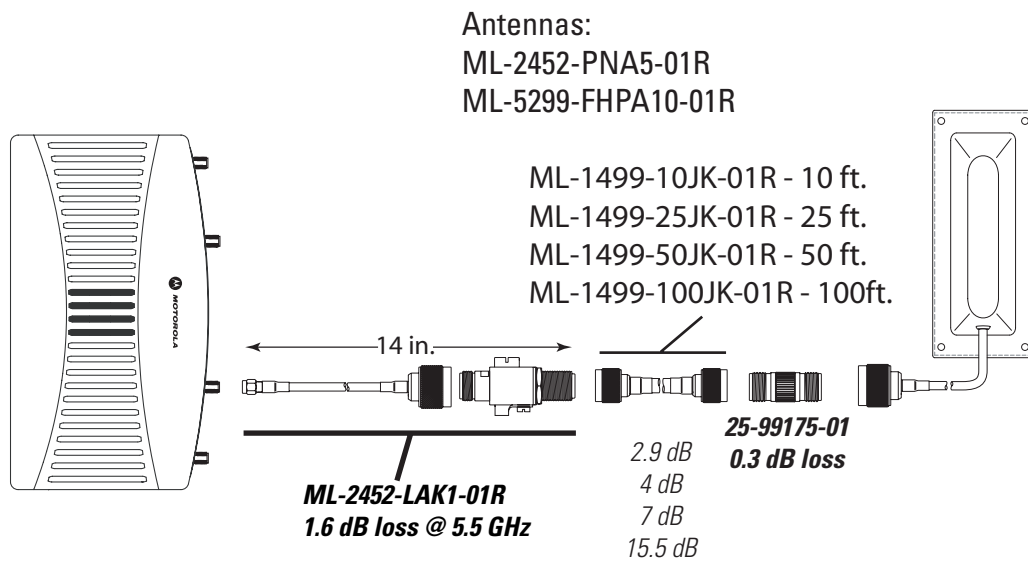 Antennas:
ML-2452-PNA5-01R
ML-5299-FHPA10-01R
ML-1499-10JK-01R - 10 ft.
ML-1499-25JK-01R - 25 ft.
ML-1499-50JK-01R - 50 ft.
ML-1499-100JK-01R - 100ft.
MOTOROLA
14 in.
ML-2452-LAK1-01R
1.6 dB loss @ 5.5 GHz
2.9 dB
4 dB
7 dB
15.5 dB
25-99175-01
0.3 dB loss